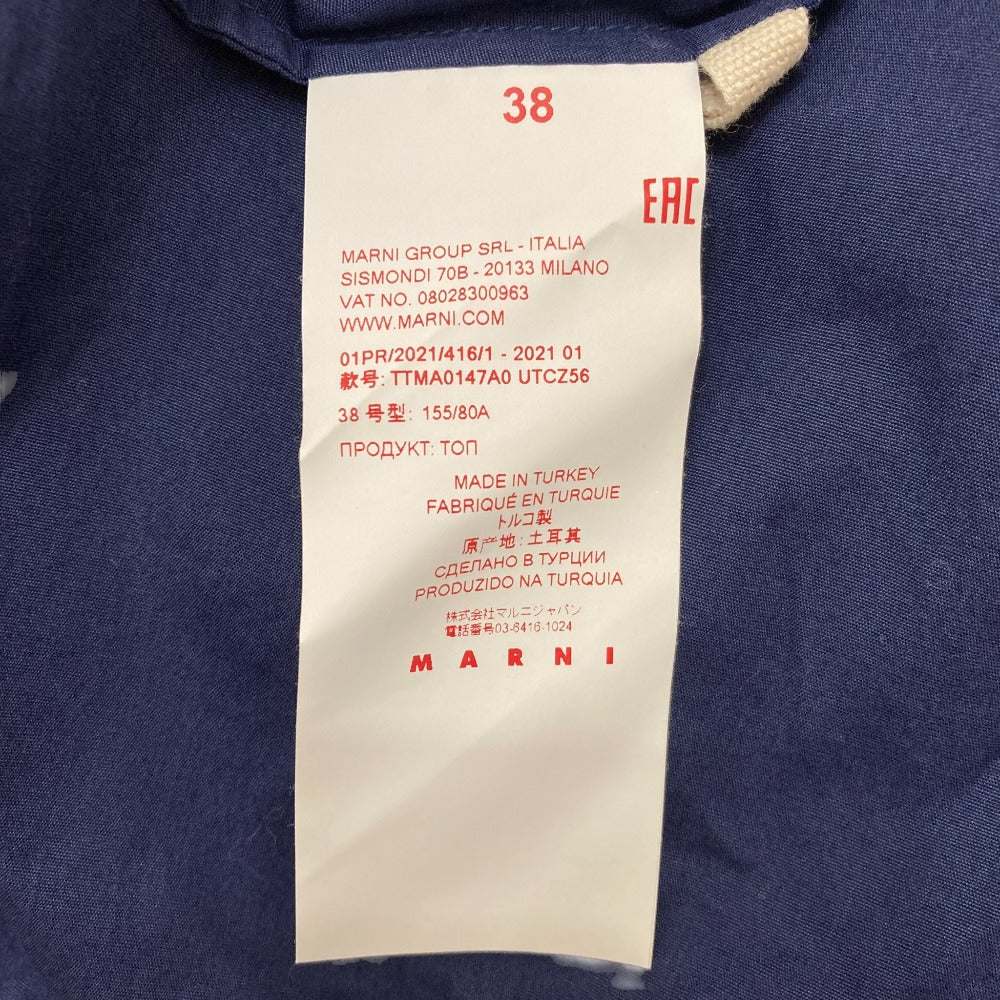 38
EAC
MARNI GROUP SRL - ITALIA
SISMONDI 70B - 20133 MILANO
VAT NO. 08028300963
WWW.MARNI.COM
01PR/2021/416/1 - 2021 01
款号: TTMA0147A0 UTCZ56
38 号型: 155/80A
ПРОДУКТ: ТОП
MADE IN TURKEY
FABRIQUÉ EN TURQUIE
トルコ製
原产地: 土耳其
СДЕЛАНО В ТУРЦИИ
PRODUZIDO NA TURQUIA
株式会社マルニジャパン
電話番号03-6416-1024
MARNI